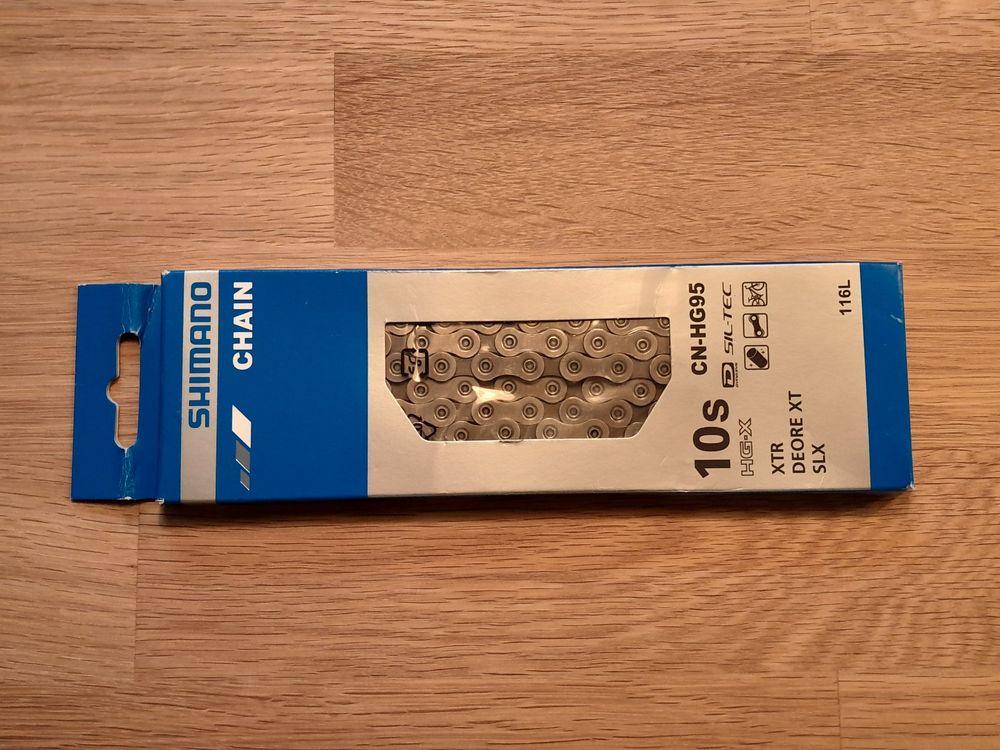 SHIMANO
CHAIN
10s CN-HG95
HG-X SIL-TEC
XTR
DEORE XT
SLX
116L